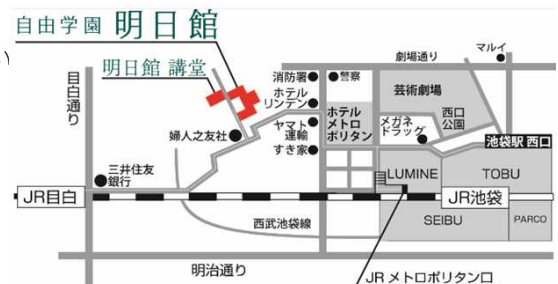 自由学園 明日館
明日館 講堂
目白通り
婦人之友社
三井住友
銀行
JR目白
西武池袋線
明治通り
消防署
警察
ホテル
リンデン
ヤマト
運輸
すき家
ホテル
メトロ
ポリタン
劇場通り
マルイ
芸術劇場
西口
公園
メガネ
ドラッグ
池袋駅 西口
LUMINE
TOBU
JR池袋
SEIBU
PARCO
JRメトロポリタン口